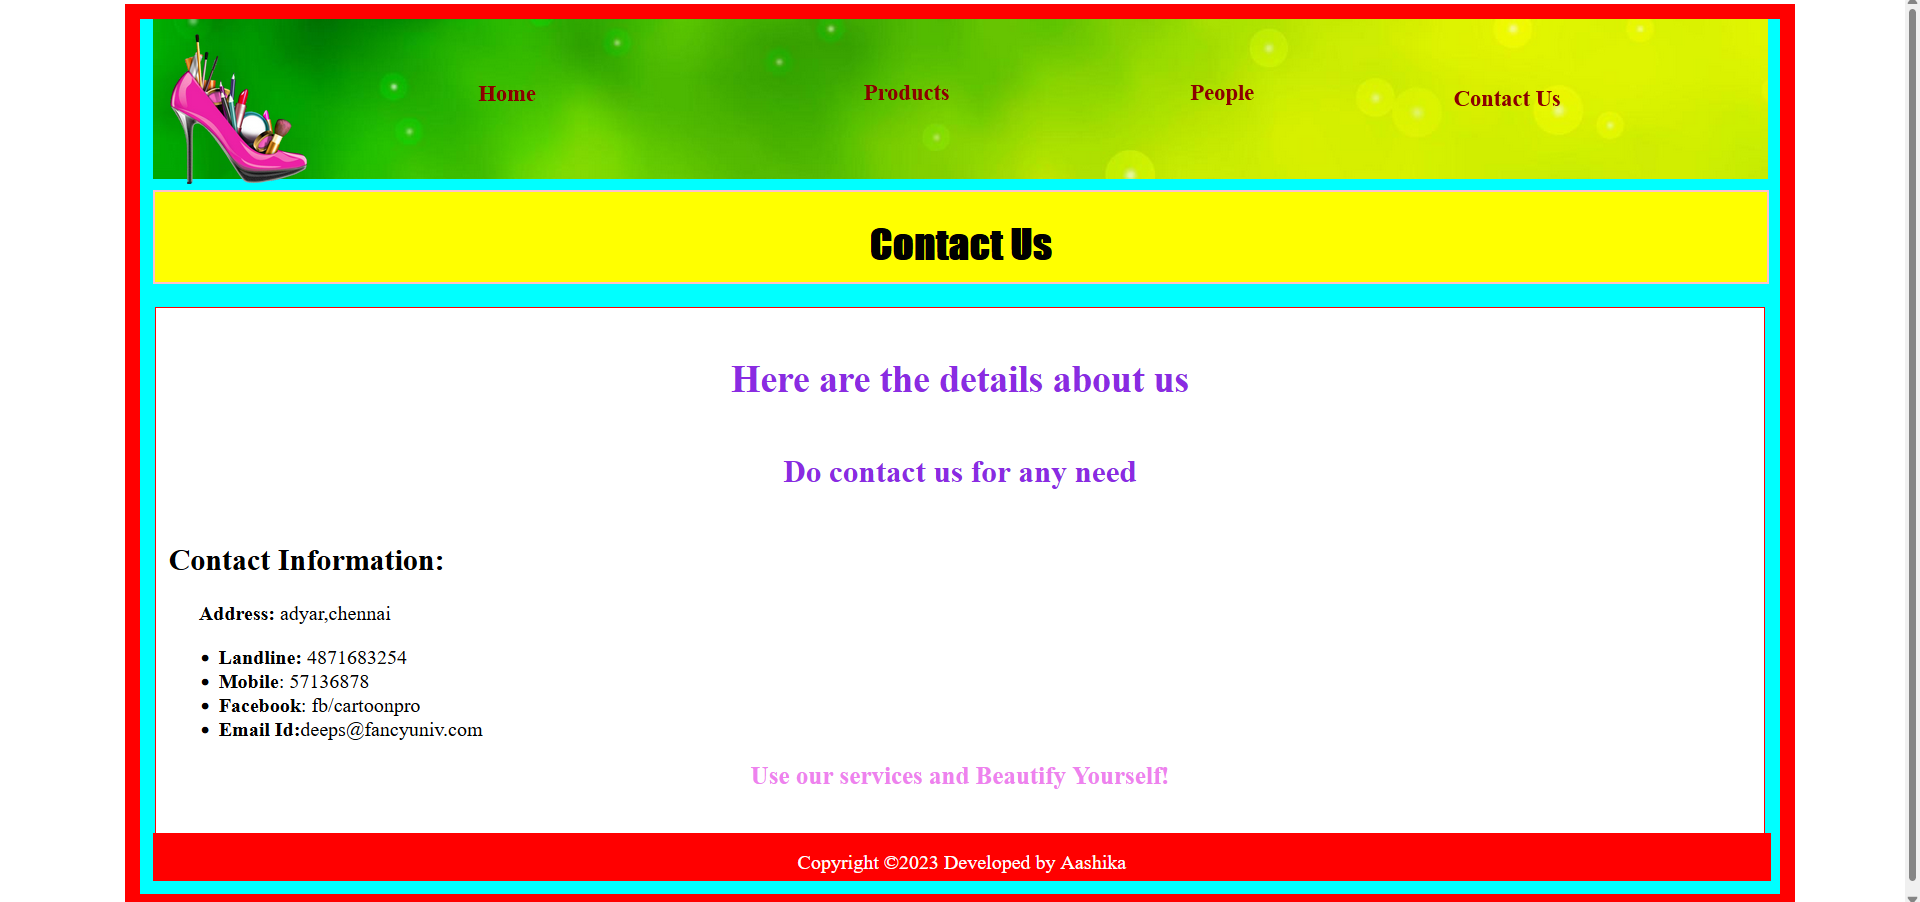 Home Products People Contact Us
Contact Us
Here are the details about us
Do contact us for any need
Contact Information:
Address: adyar,chennai
• Landline: 4871683254
• Mobile: 57136878
• Facebook: fb/cartoonpro
• Email Id:deeps@fancyuniv.com
Use our services and Beautify Yourself!
Copyright ©2023 Developed by Aashika